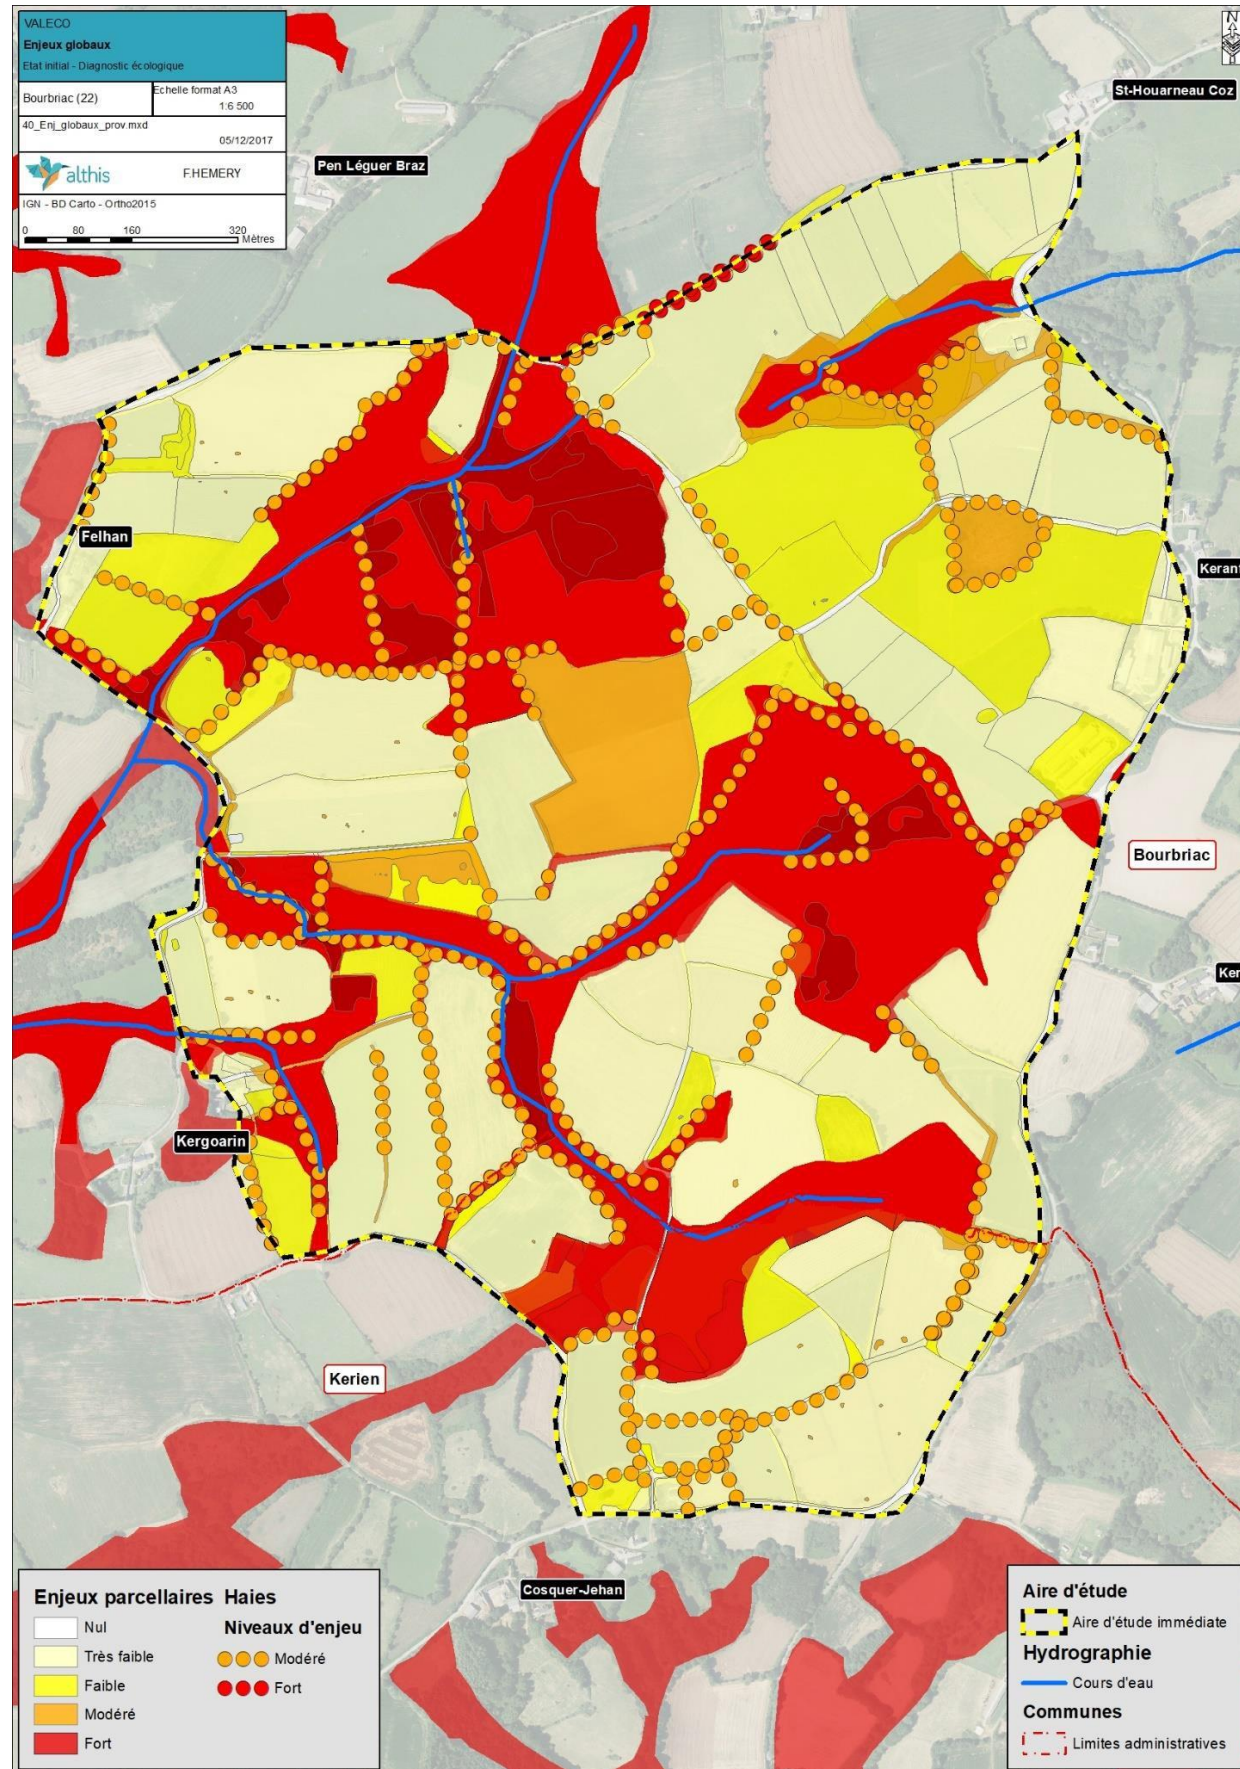 VALECO
Enjeux globaux
Etat initial - Diagnostic écologique
Bourbriac (22)
Echelle format A3
1:6 500
40_Enj_globaux_prov.mxd
05/12/2017
althis
F.HEMERY
IGN - BD Carto - Ortho2015
0 80 160 320
Mètres
N
St-Houarneau Coz
Pen Léguer Braz
Felhan
Kerant
Bourbriac
Ker
Kergoarin
Kerien
Cosquer-Jehan
Enjeux parcellaires
Nul
Très faible
Faible
Modéré
Fort
Haies
Niveaux d'enjeu
Modéré
Fort
Aire d'étude
Aire d'étude immédiate
Hydrographie
Cours d'eau
Communes
Limites administratives